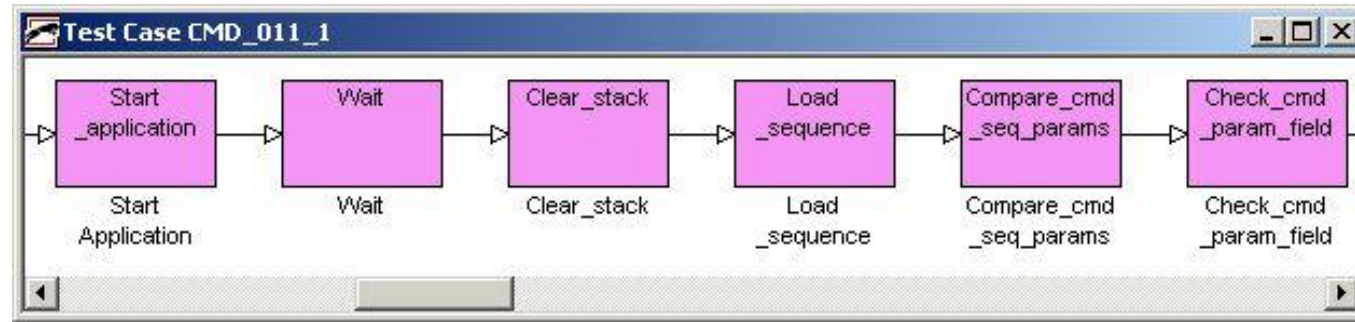 Test Case CMD_011_1
Start
_application
Wait
Clear_stack
Load
_sequence
Compare_cmd
_seq_params
Check_cmd
_param_field
Start
Application
Wait
Clear_stack
Load
_sequence
Compare_cmd
_seq_params
Check_cmd
_param_field